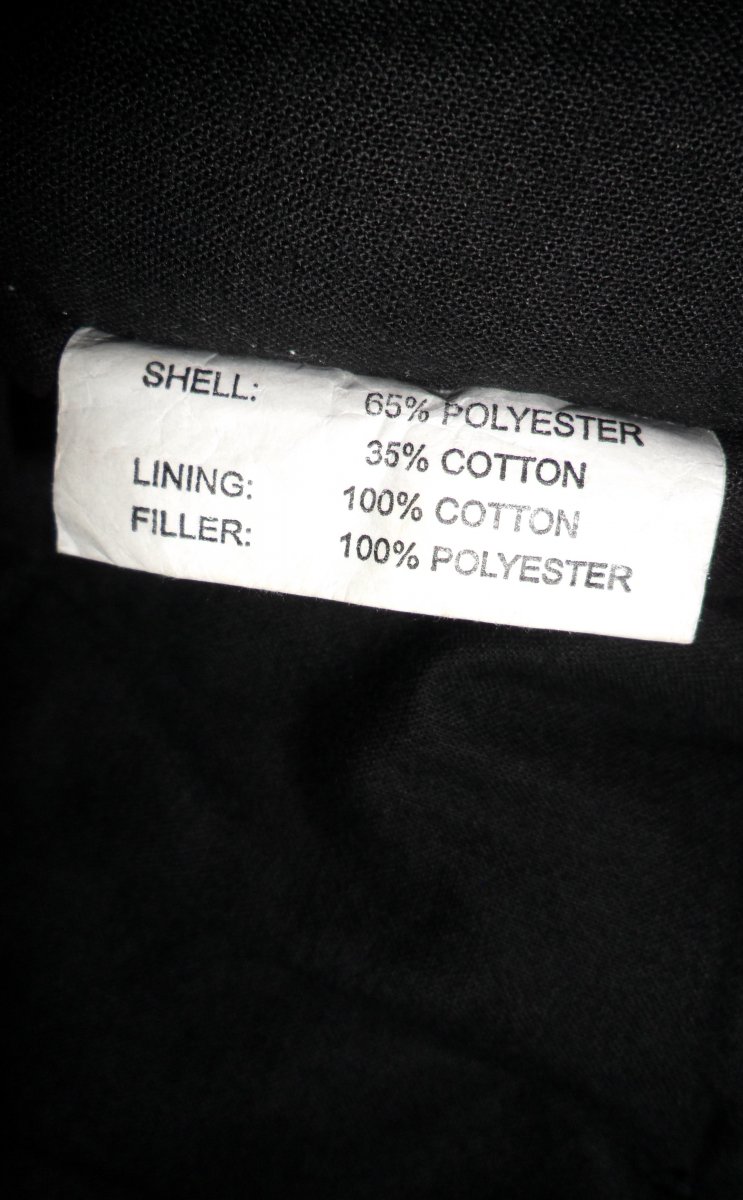 SHELL: 65% POLYESTER
35% COTTON
LINING: 100% COTTON
FILLER: 100% POLYESTER